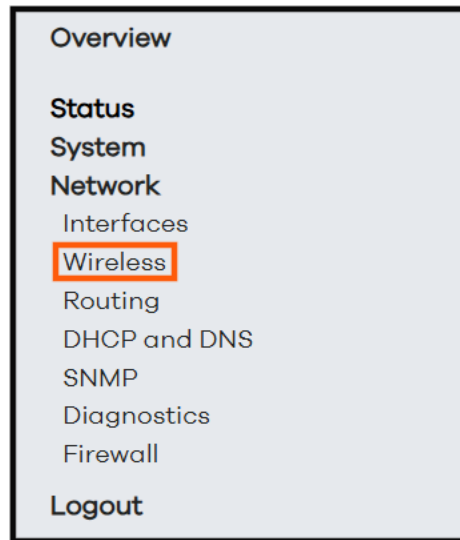 Overview
Status
System
Network
Interfaces
Wireless
Routing
DHCP and DNS
SNMP
Diagnostics
Firewall
Logout